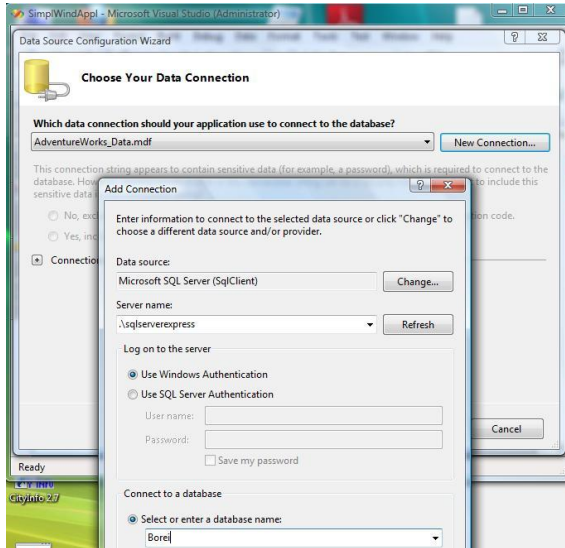 SimplWindAppl - Microsoft Visual Studio (Administrator)
Data Source Configuration Wizard
Choose Your Data Connection
Which data connection should your application use to connect to the database?
AdventureWorks_Data.mdf
New Connection...
This connection string appears to contain sensitive data (for example, a password), which is required to connect to the
database. How
to include this
sensitive data
No, exc
ion code.
Yes, inc
Connection
Add Connection
Enter information to connect to the selected data source or click "Change" to
choose a different data source and/or provider.
Data source:
Microsoft SQL Server (SqlClient)
Change...
Server name:
.\sqlserverexpress
Refresh
Log on to the server
Use Windows Authentication
Use SQL Server Authentication
User name:
Password:
Save my password
Connect to a database
Select or enter a database name:
Borei
Cancel
Ready
CityInfo 2.7